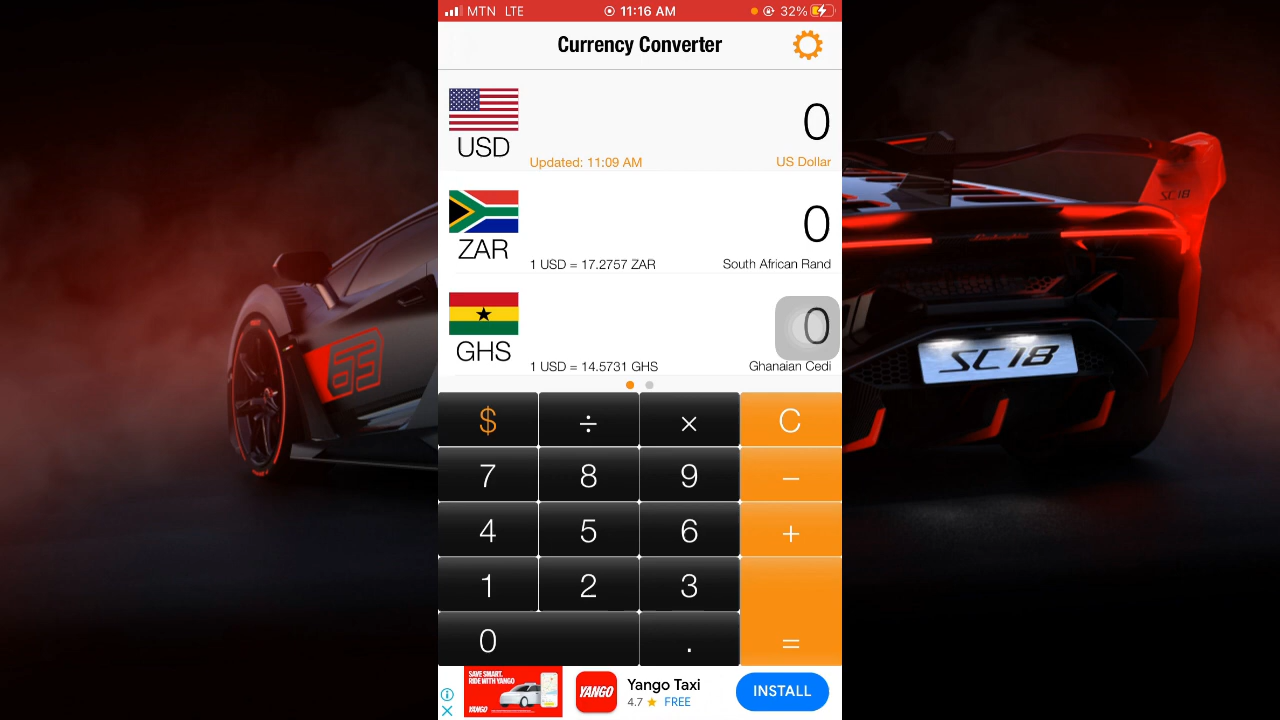 MTN LTE 11:16 AM 32%
Currency Converter
0
USD
Updated: 11:09 AM US Dollar
0
ZAR
1 USD = 17.2757 ZAR South African Rand
0
GHS
1 USD = 14.5731 GHS Ghanaian Cedi
$ ÷ × C
7 8 9 −
4 5 6 +
1 2 3
0 . =
SAVE SMART,
RIDE WITH YANGO
YANGO
YANGO
Yango Taxi
4.7 ★ FREE
INSTALL
63
SC18
SC18